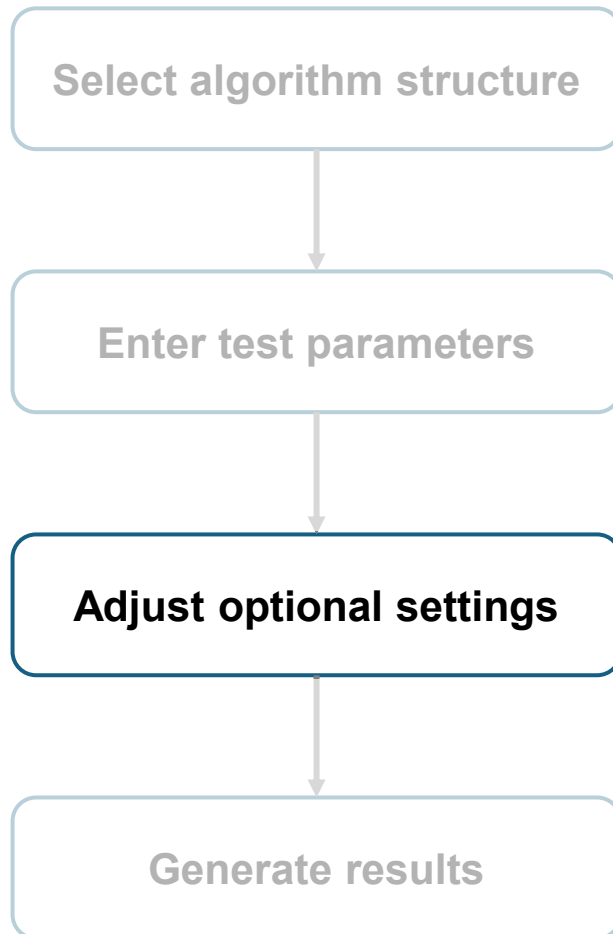 Select algorithm structure
Enter test parameters
Adjust optional settings
Generate results